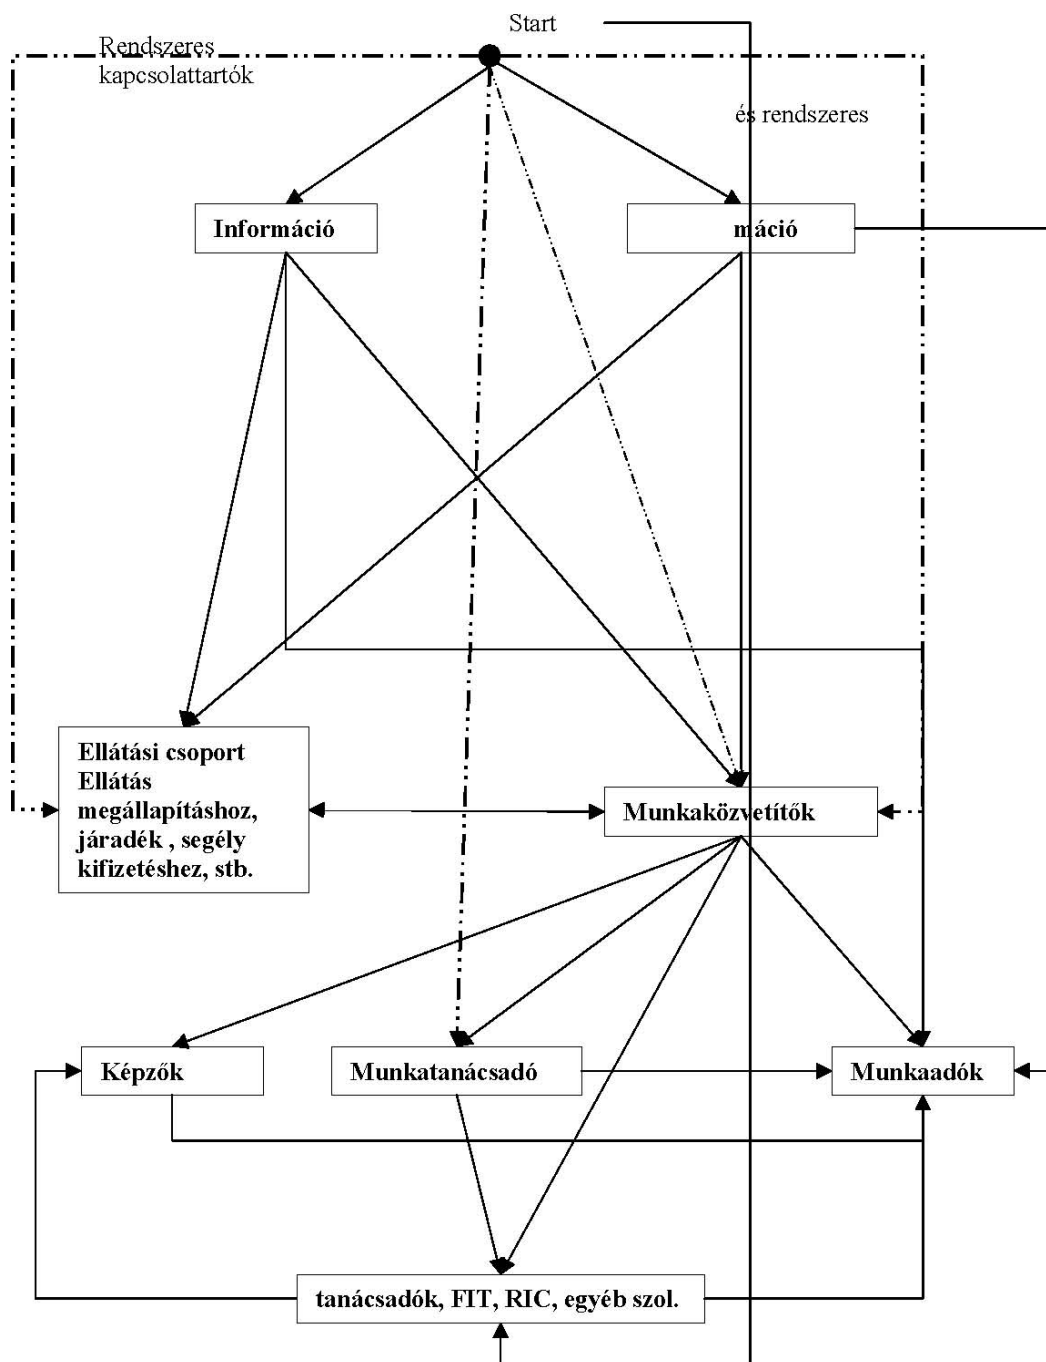 Start
Rendszeres
kapcsolattartók
és rendszeres
Információ
máció
Ellátási csoport
Ellátás
megállapításhoz,
járadék , segély
kifizetéshez, stb.
Munkaközvetítők
Képzők
Munkatanácsadó
Munkaadók
tanácsadók, FIT, RIC, egyéb szol.